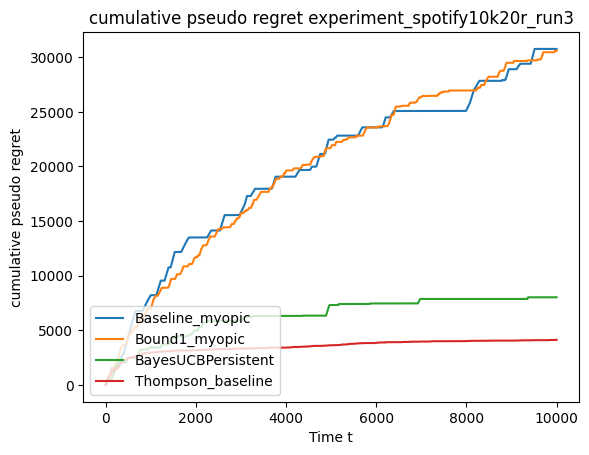 cumulative pseudo regret experiment_spotify10k20r_run3
cumulative pseudo regret
30000
25000
20000
15000
10000
5000
0
Baseline_myopic
Bound1_myopic
BayesUCBPersistent
Thompson_baseline
0
2000
4000
6000
8000
10000
Time t